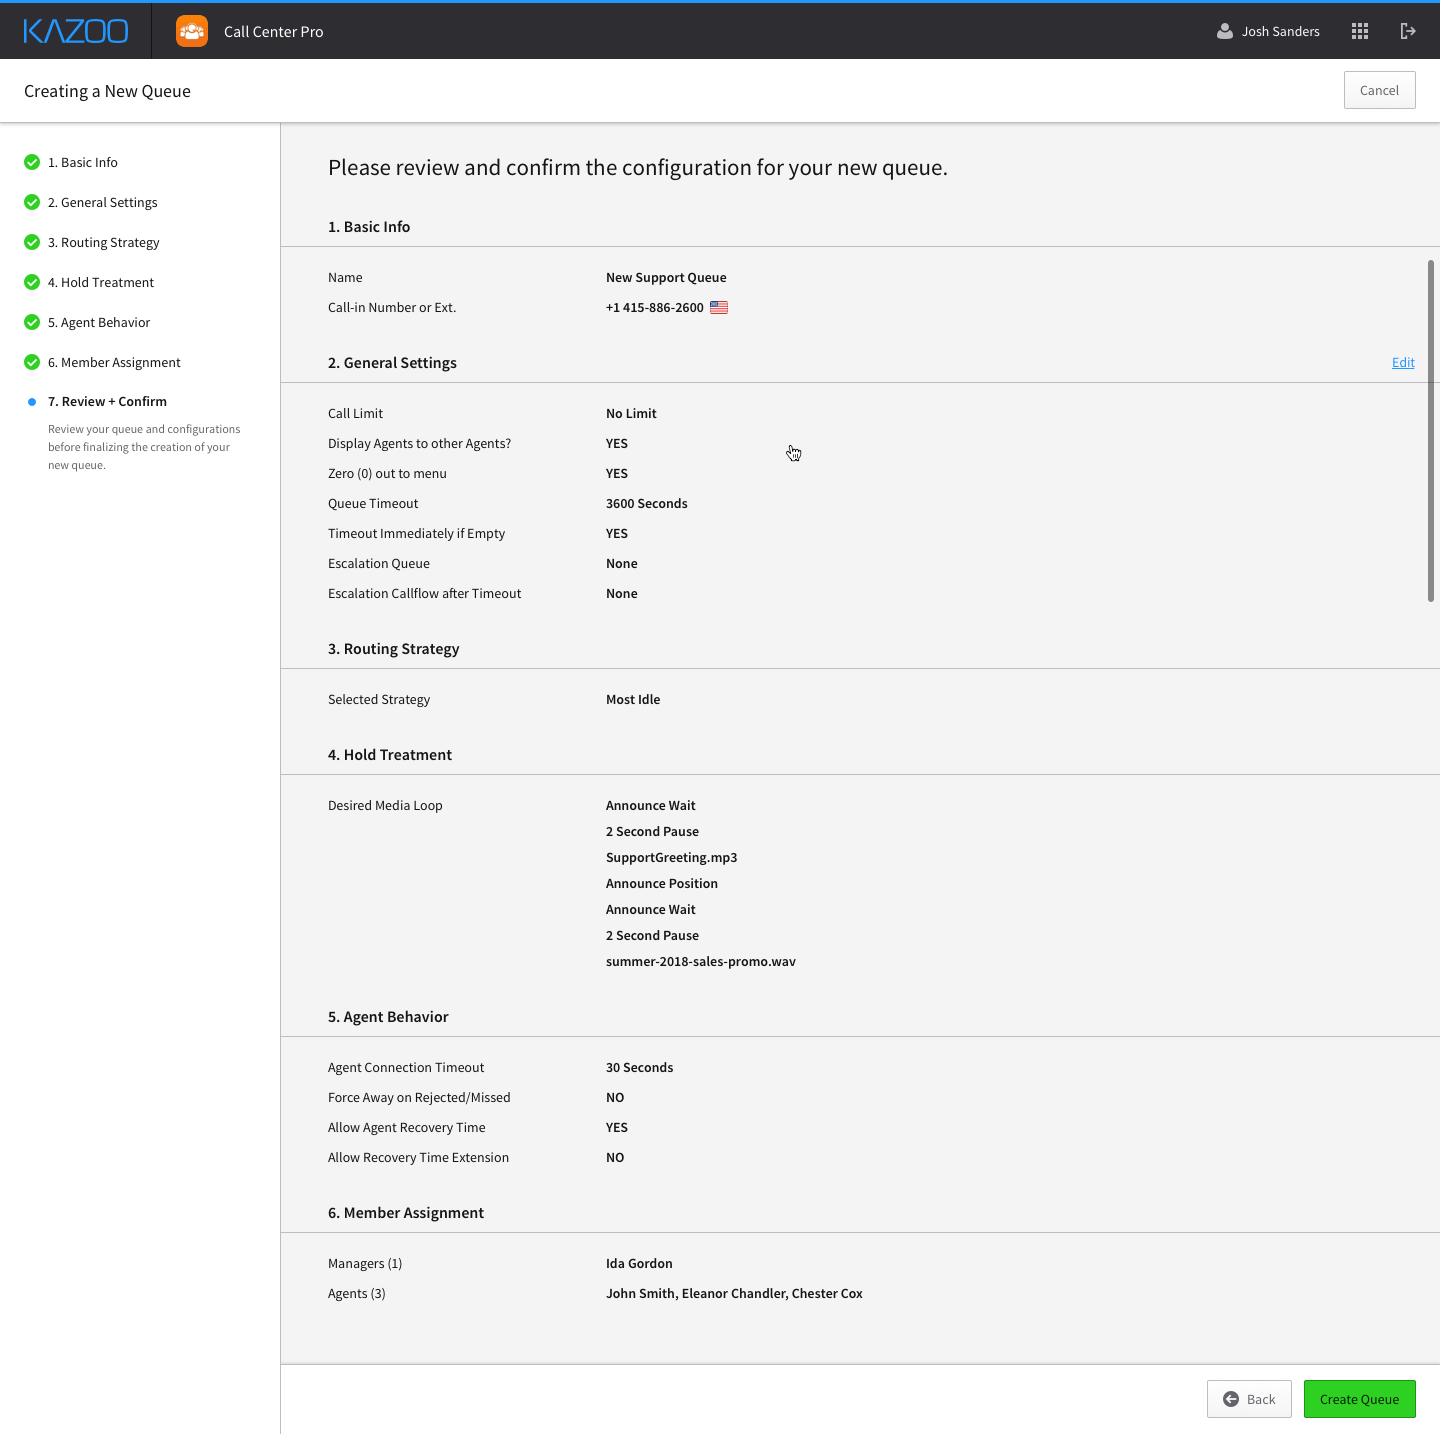 KAZOO
Call Center Pro
Josh Sanders
Creating a New Queue
Cancel
1. Basic Info
2. General Settings
3. Routing Strategy
4. Hold Treatment
5. Agent Behavior
6. Member Assignment
7. Review + Confirm
Review your queue and configurations
before finalizing the creation of your
new queue.
Please review and confirm the configuration for your new queue.
1. Basic Info
Name New Support Queue
Call-in Number or Ext. +1 415-886-2600
2. General Settings Edit
Call Limit No Limit
Display Agents to other Agents? YES
Zero (0) out to menu YES
Queue Timeout 3600 Seconds
Timeout Immediately if Empty YES
Escalation Queue None
Escalation Callflow after Timeout None
3. Routing Strategy
Selected Strategy Most Idle
4. Hold Treatment
Desired Media Loop Announce Wait
2 Second Pause
SupportGreeting.mp3
Announce Position
Announce Wait
2 Second Pause
summer-2018-sales-promo.wav
5. Agent Behavior
Agent Connection Timeout 30 Seconds
Force Away on Rejected/Missed NO
Allow Agent Recovery Time YES
Allow Recovery Time Extension NO
6. Member Assignment
Managers (1) Ida Gordon
Agents (3) John Smith, Eleanor Chandler, Chester Cox
Back
Create Queue